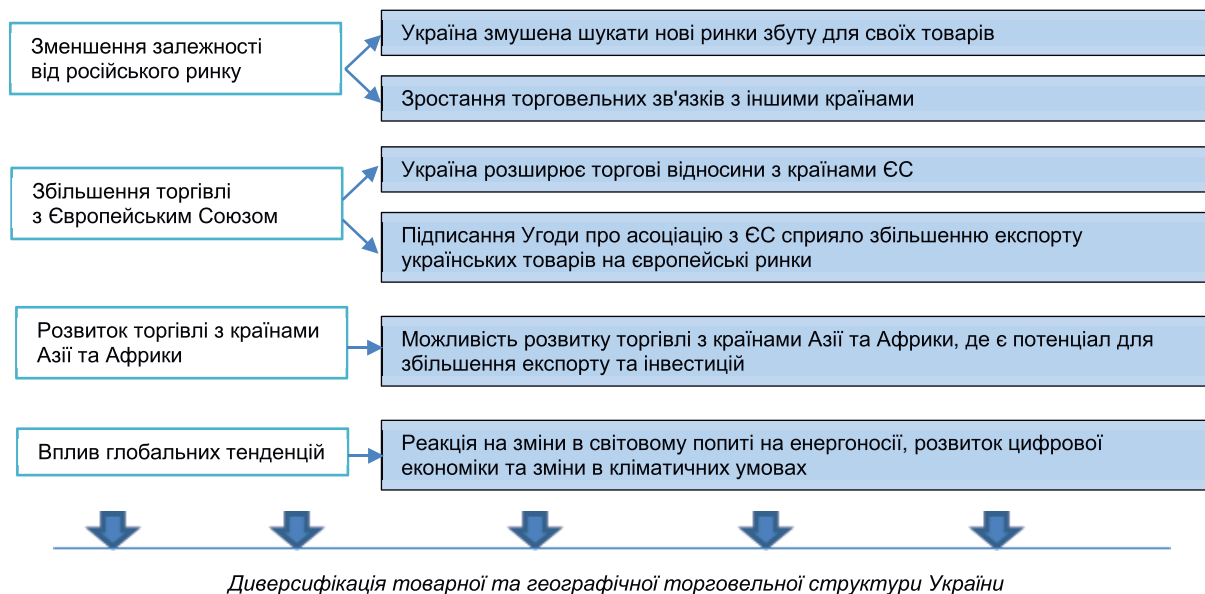 Зменшення залежності
від російського ринку
Україна змушена шукати нові ринки збуту для своїх товарів
Зростання торговельних зв'язків з іншими країнами
Збільшення торгівлі
з Європейським Союзом
Україна розширює торгові відносини з країнами ЄС
Підписання Угоди про асоціацію з ЄС сприяло збільшенню експорту
українських товарів на європейські ринки
Розвиток торгівлі з країнами
Азії та Африки
Можливість розвитку торгівлі з країнами Азії та Африки, де є потенціал для
збільшення експорту та інвестицій
Вплив глобальних тенденцій
Реакція на зміни в світовому попиті на енергоносії, розвиток цифрової
економіки та зміни в кліматичних умовах
Диверсифікація товарної та географічної торговельної структури України